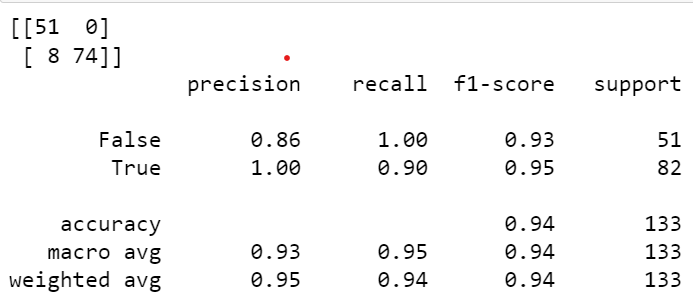 [[51  0]
 [ 8 74]]
              precision    recall  f1-score   support

       False       0.86      1.00      0.93        51
        True       1.00      0.90      0.95        82

    accuracy                           0.94       133
   macro avg       0.93      0.95      0.94       133
weighted avg       0.95      0.94      0.94       133